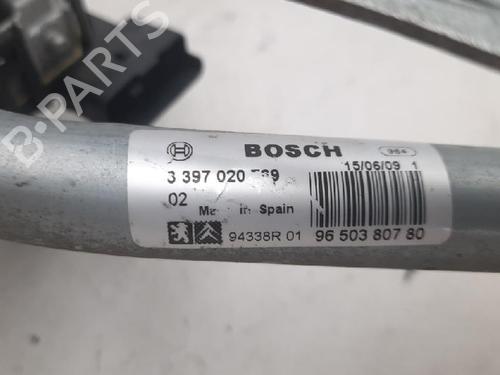 B-PARTS
BOSCH
984
3 397 020
15/06/09 1
02
Made in Spain
94338R 01
96 503 807 80